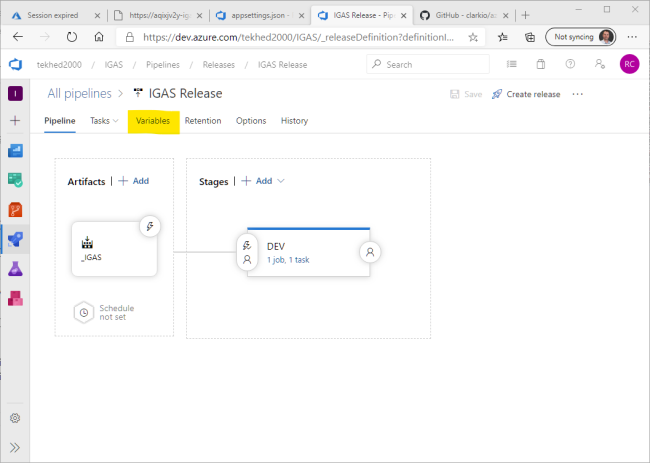 Session expired
https://aqixjv2y-ig
appsettings.json -
IGAS Release - Pip
GitHub - clarkio/a
https://dev.azure.com/tekhed2000/IGAS/_releaseDefinition?definitionI...
Not syncing
tekhed2000 / IGAS / Pipelines / Releases / IGAS Release
Search
RC
I
All pipelines > IGAS Release
Save
Create release
...
Pipeline Tasks Variables Retention Options History
Artifacts | + Add
Stages | + Add
_IGAS
DEV
1 job, 1 task
Schedule
not set